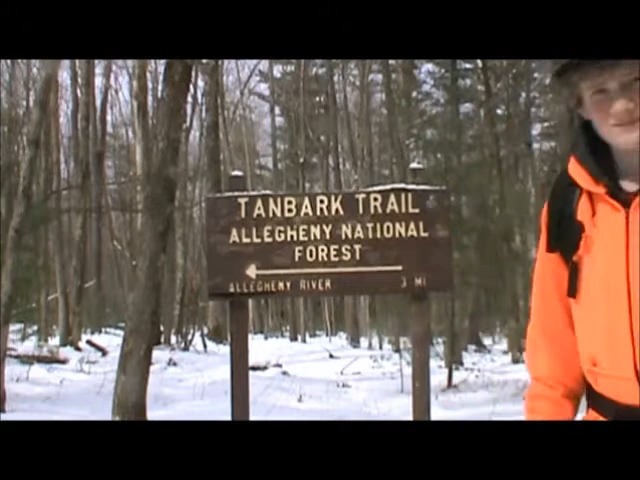 TANBARK TRAIL
ALLEGHENY NATIONAL
FOREST
ALLEGHENY RIVER 3 MI